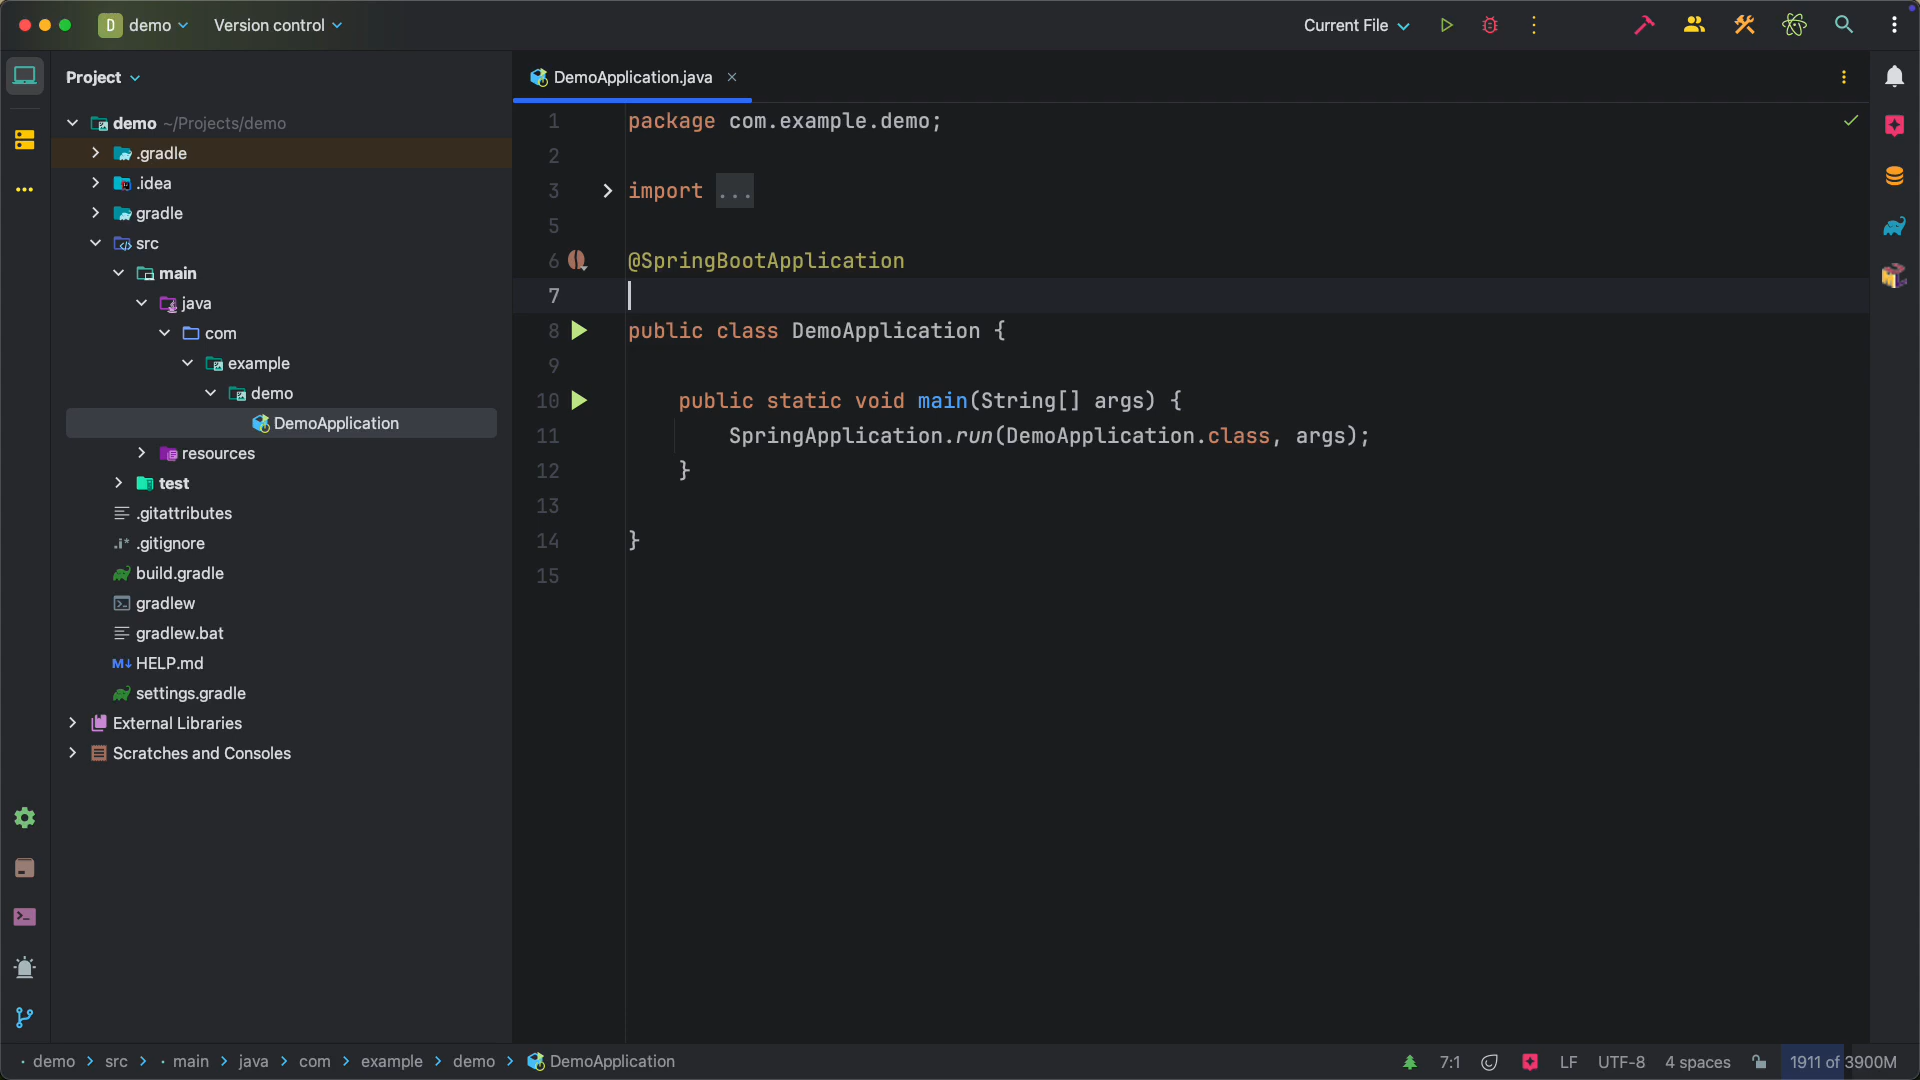 D demo Version control Current File
Project
DemoApplication.java
demo ~/Projects/demo
.gradle
.idea
gradle
src
main
java
com
example
demo
DemoApplication
resources
test
.gitattributes
.i* .gitignore
build.gradle
gradlew
gradlew.bat
M↓ HELP.md
settings.gradle
External Libraries
Scratches and Consoles
1 package com.example.demo;
2
3 import ...
5
6 @SpringBootApplication
7
8 public class DemoApplication {
9
10 public static void main(String[] args) {
11 SpringApplication.run(DemoApplication.class, args);
12 }
13
14 }
15
demo > src > main > java > com > example > demo > DemoApplication
7:1 LF UTF-8 4 spaces 1911 of 3900M